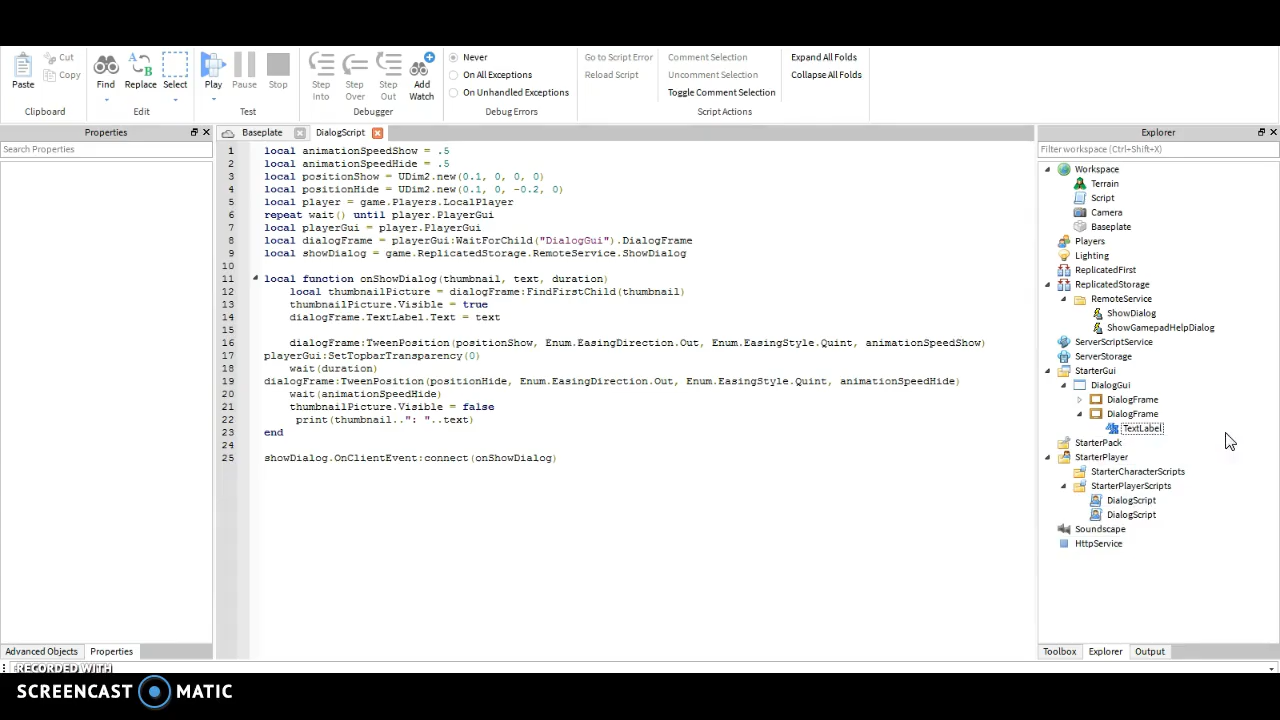 Paste
Cut
Copy
Clipboard
Find
Replace
Select
Edit
Play
Pause
Stop
Test
Step Into
Step Over
Step Out
Add Watch
Debugger
Never
On All Exceptions
On Unhandled Exceptions
Debug Errors
Go to Script Error
Reload Script
Comment Selection
Uncomment Selection
Toggle Comment Selection
Script Actions
Expand All Folds
Collapse All Folds
Properties
Search Properties
Advanced Objects
Properties
Baseplate
DialogScript
1 local animationSpeedShow = .5
2 local animationSpeedHide = .5
3 local positionShow = UDim2.new(0.1, 0, 0, 0)
4 local positionHide = UDim2.new(0.1, 0, -0.2, 0)
5 local player = game.Players.LocalPlayer
6 repeat wait() until player.PlayerGui
7 local playerGui = player.PlayerGui
8 local dialogFrame = playerGui:WaitForChild("DialogGui").DialogFrame
9 local showDialog = game.ReplicatedStorage.RemoteService.ShowDialog
10
11 local function onShowDialog(thumbnail, text, duration)
12 local thumbnailPicture = dialogFrame:FindFirstChild(thumbnail)
13 thumbnailPicture.Visible = true
14 dialogFrame.TextLabel.Text = text
15
16 dialogFrame:TweenPosition(positionShow, Enum.EasingDirection.Out, Enum.EasingStyle.Quint, animationSpeedShow)
17 playerGui:SetTopbarTransparency(0)
18 wait(duration)
19 dialogFrame:TweenPosition(positionHide, Enum.EasingDirection.Out, Enum.EasingStyle.Quint, animationSpeedHide)
20 wait(animationSpeedHide)
21 thumbnailPicture.Visible = false
22 print(thumbnail..": "..text)
23 end
24
25 showDialog.OnClientEvent:connect(onShowDialog)
Explorer
Filter workspace (Ctrl+Shift+X)
Workspace
Terrain
Script
Camera
Baseplate
Players
Lighting
ReplicatedFirst
ReplicatedStorage
RemoteService
ShowDialog
ShowGamepadHelpDialog
ServerScriptService
ServerStorage
StarterGui
DialogGui
DialogFrame
DialogFrame
TextLabel
StarterPack
StarterPlayer
StarterCharacterScripts
StarterPlayerScripts
DialogScript
DialogScript
Soundscape
HttpService
Toolbox
Explorer
Output
RECORDED WITH
SCREENCAST MATIC